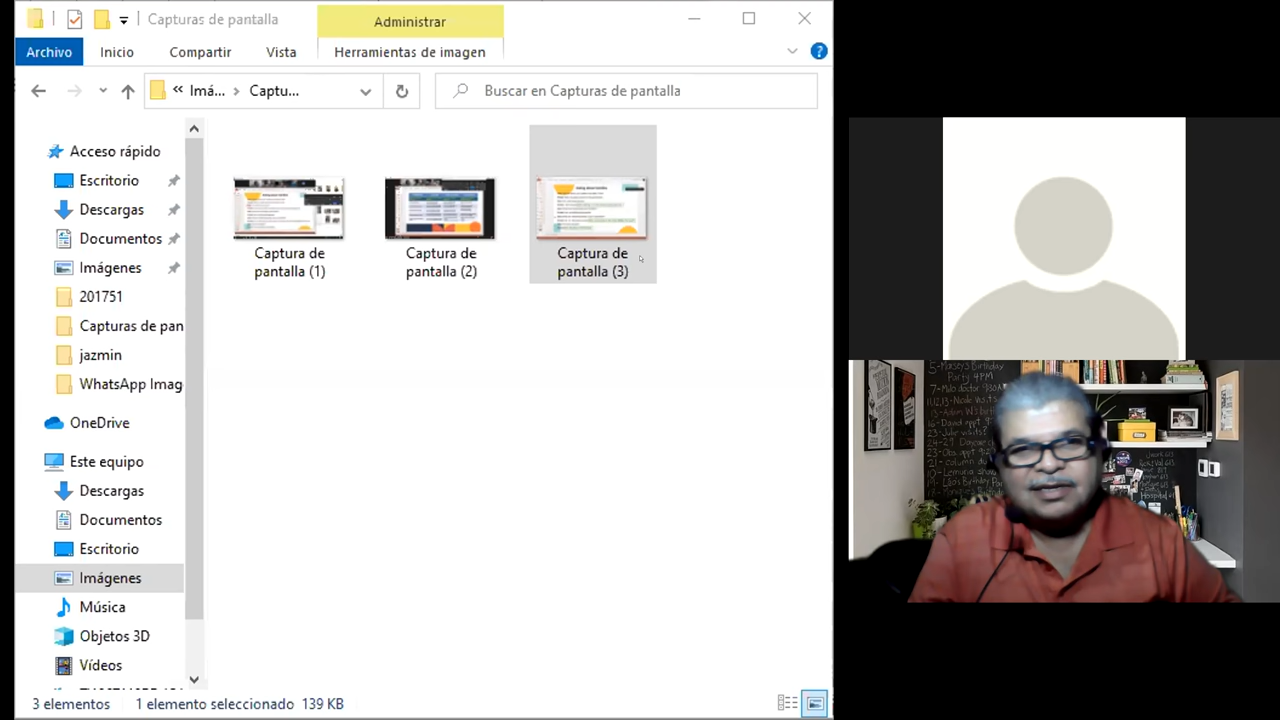 Capturas de pantalla
Administrar
Archivo
Inicio
Compartir
Vista
Herramientas de imagen
Imá...
Captu...
Buscar en Capturas de pantalla
Acceso rápido
Escritorio
Descargas
Documentos
Imágenes
201751
Capturas de pan
jazmin
WhatsApp Imag
OneDrive
Este equipo
Descargas
Documentos
Escritorio
Imágenes
Música
Objetos 3D
Vídeos
Captura de
pantalla (1)
Captura de
pantalla (2)
Captura de
pantalla (3)
3 elementos
1 elemento seleccionado 139 KB
Birthday
Party 4PM